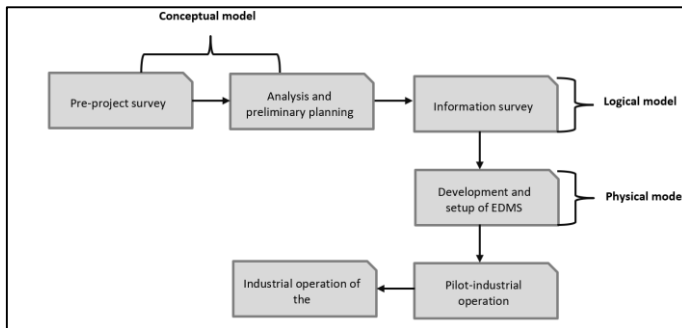 Conceptual model
Pre-project survey
Analysis and
preliminary planning
Information survey
Logical model
Development and
setup of EDMS
Physical mode
Industrial operation of
the
Pilot-industrial
operation